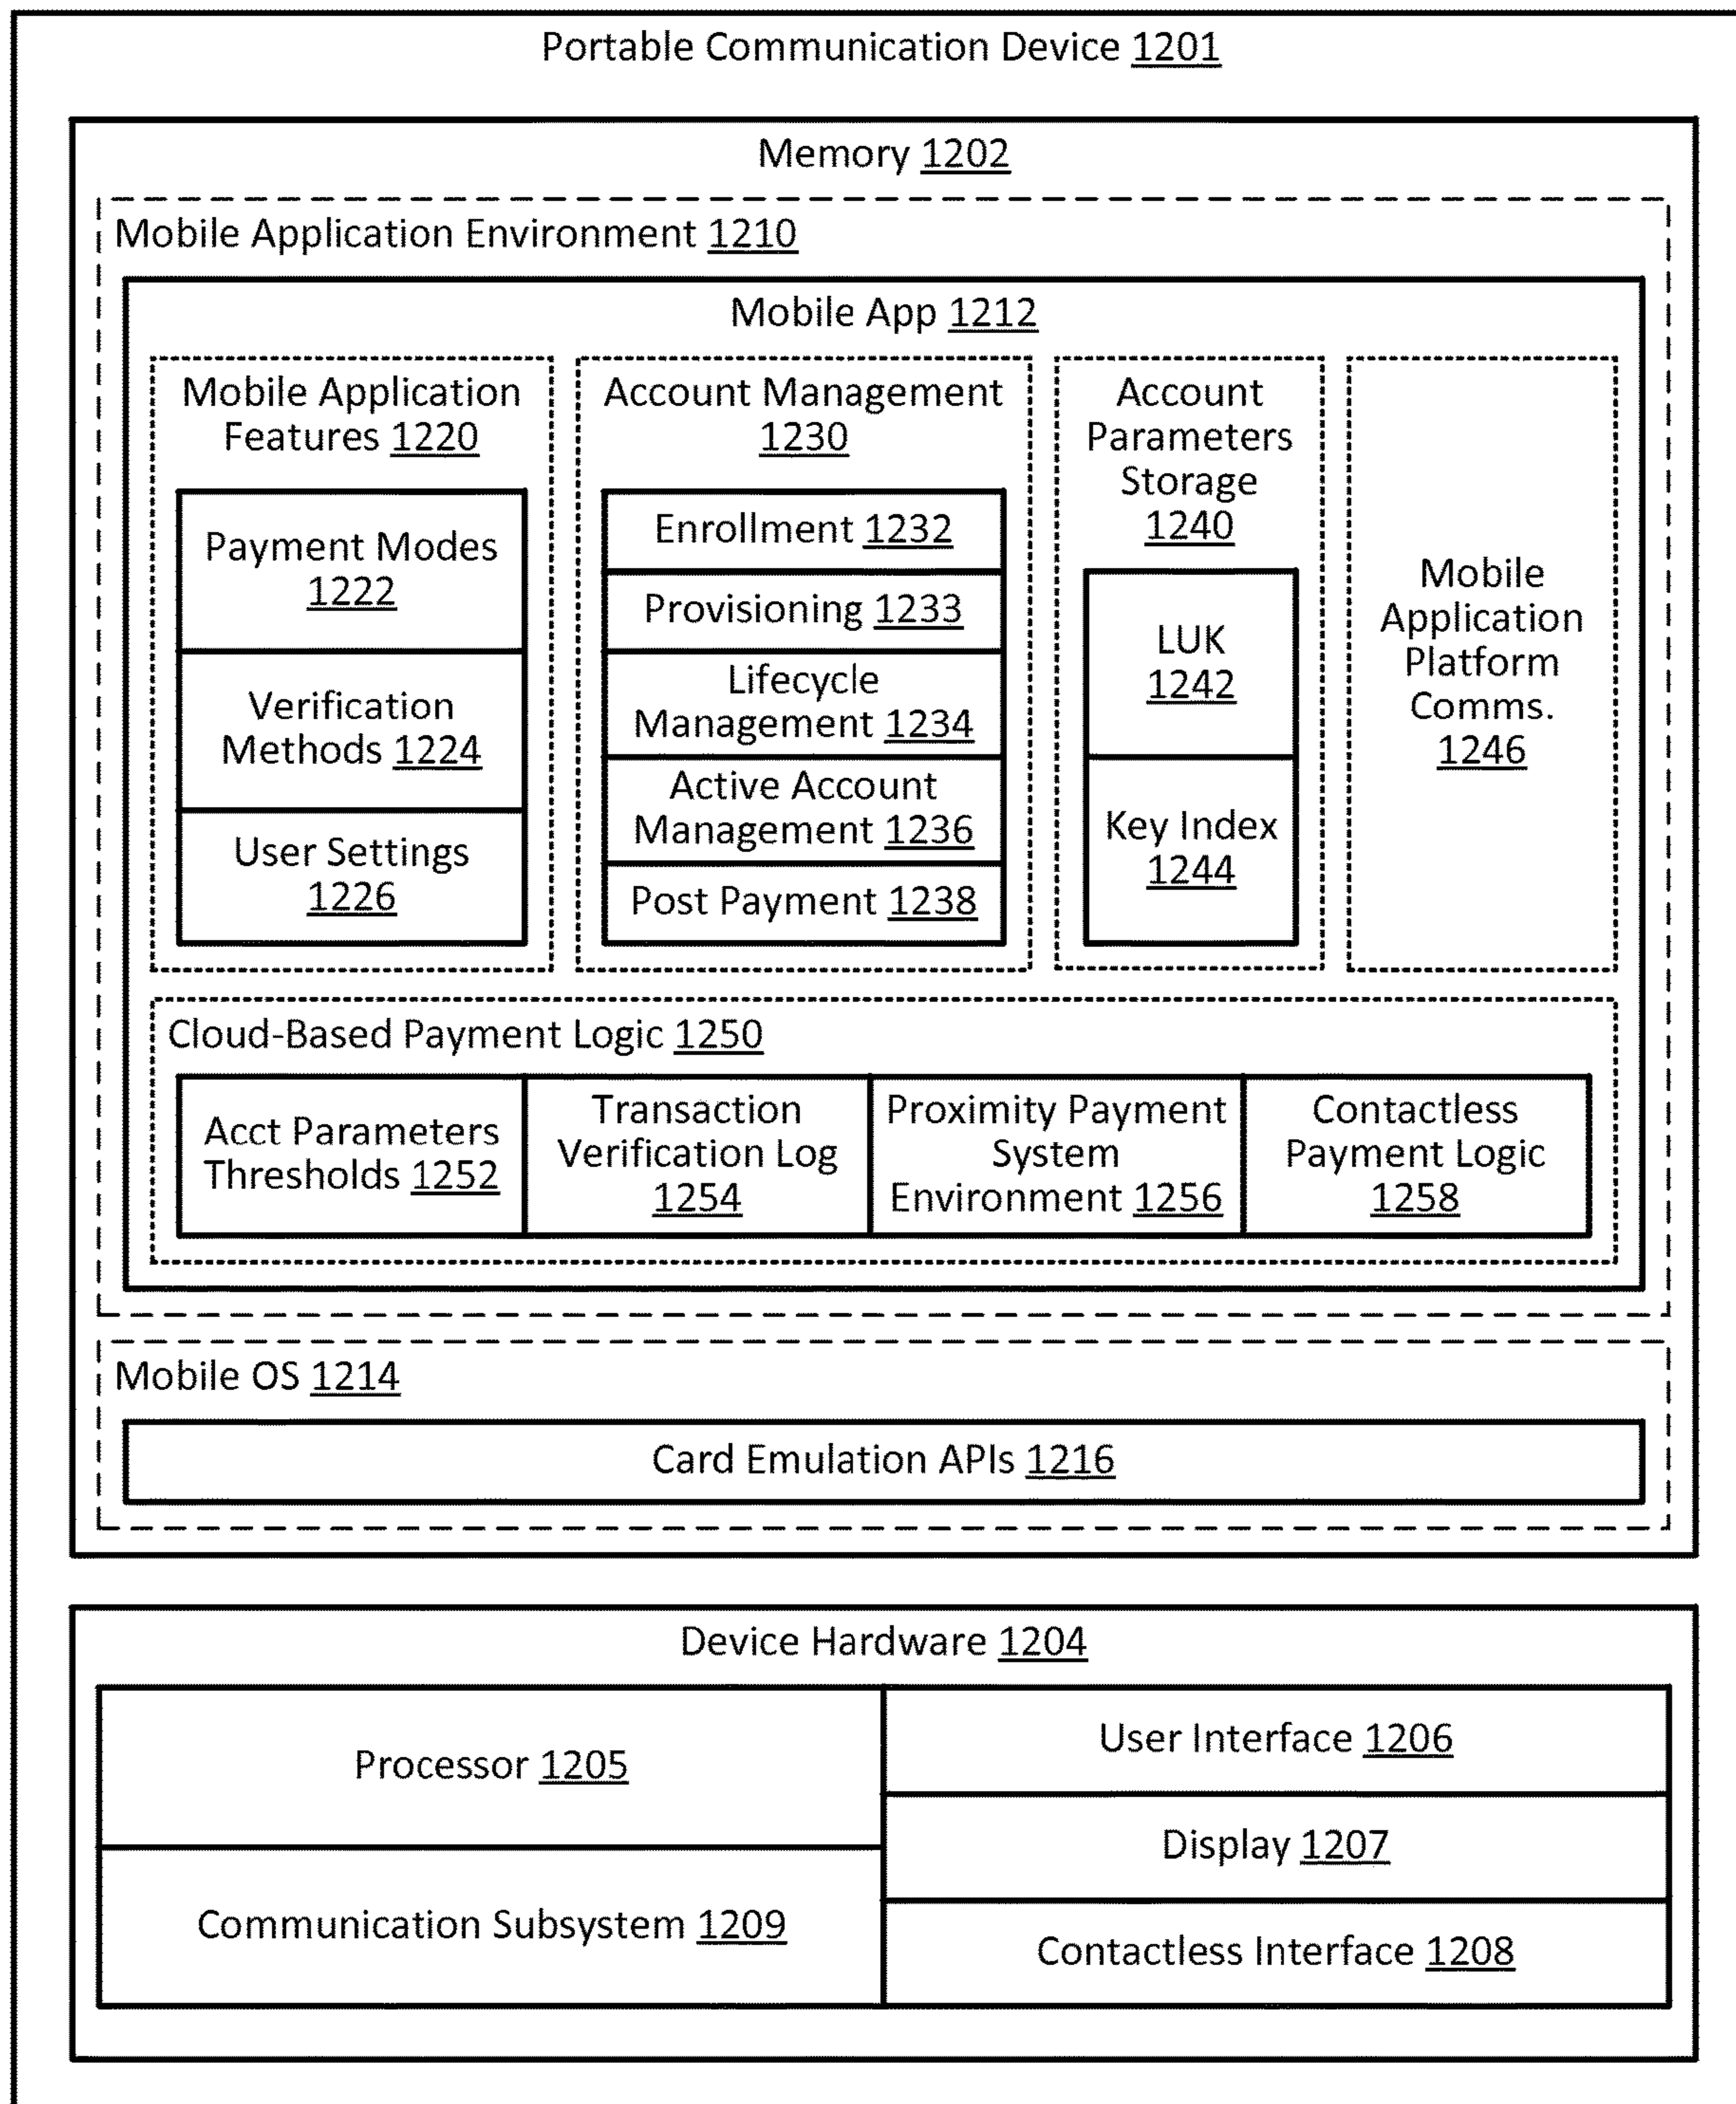 Portable Communication Device 1201
Memory 1202
Mobile Application Environment 1210
Mobile App 1212
Mobile Application
Features 1220
Payment Modes
1222
Verification
Methods 1224
User Settings
1226
Account Management
1230
Enrollment 1232
Provisioning 1233
Lifecycle
Management 1234
Active Account
Management 1236
Post Payment 1238
Account
Parameters
Storage
1240
LUK
1242
Key Index
1244
Mobile
Application
Platform
Comms.
1246
Cloud-Based Payment Logic 1250
Acct Parameters
Thresholds 1252
Transaction
Verification Log
1254
Proximity Payment
System
Environment 1256
Contactless
Payment Logic
1258
Mobile OS 1214
Card Emulation APIs 1216
Device Hardware 1204
Processor 1205
Communication Subsystem 1209
User Interface 1206
Display 1207
Contactless Interface 1208